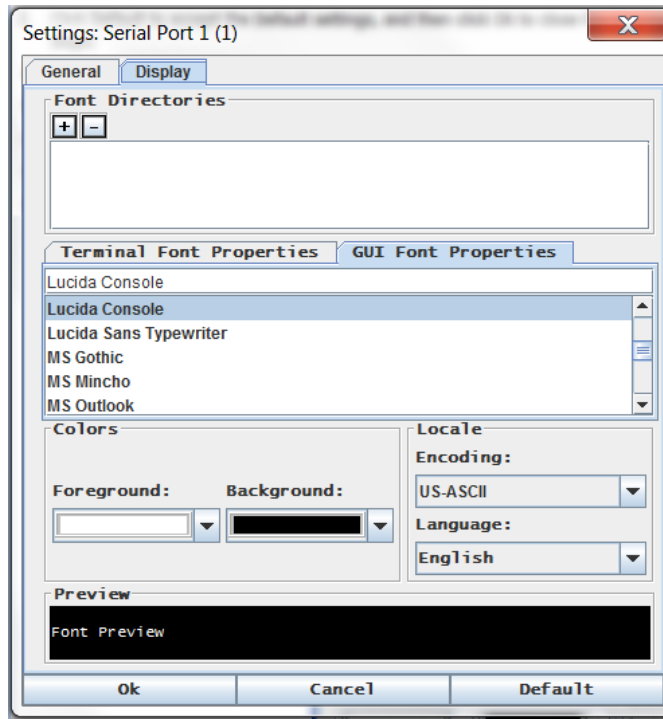 Settings: Serial Port 1 (1)
X
General Display
Font Directories
+ -
Terminal Font Properties GUI Font Properties
Lucida Console
Lucida Console
Lucida Sans Typewriter
MS Gothic
MS Mincho
MS Outlook
Colors
Foreground: Background:
Locale
Encoding:
US-ASCII
Language:
English
Preview
Font Preview
Ok Cancel Default